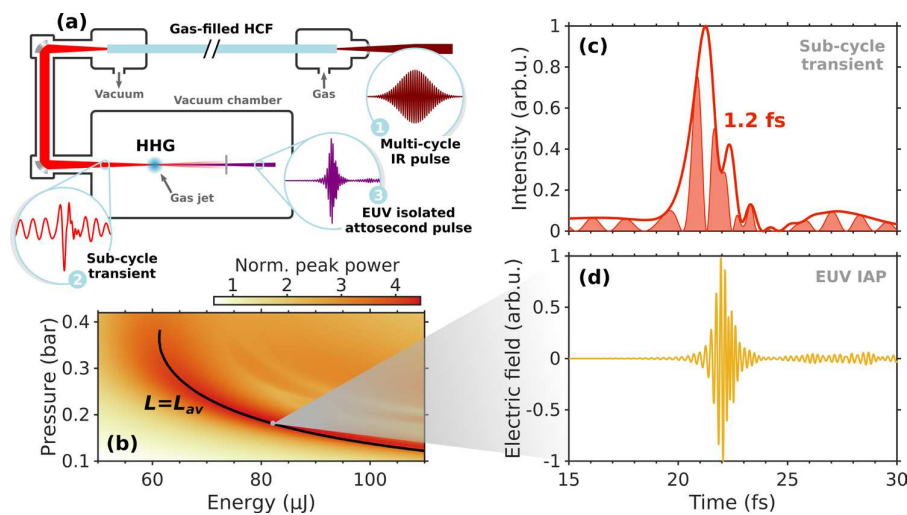 (a)
Gas-filled HCF
Vacuum
Gas
Vacuum chamber
1
Multi-cycle
IR pulse
HHG
Gas jet
3
EUV isolated
attosecond pulse
2
Sub-cycle
transient
Norm. peak power
1 2 3 4
Pressure (bar)
0.4
0.3
0.2
0.1
L=Lav
(b)
60 80 100
Energy (μJ)
(c)
Sub-cycle
transient
1.2 fs
Intensity (arb.u.)
1
0.8
0.6
0.4
0.2
0
(d)
EUV IAP
Electric field (arb.u.)
1
0.5
0
-0.5
-1
15 20 25 30
Time (fs)